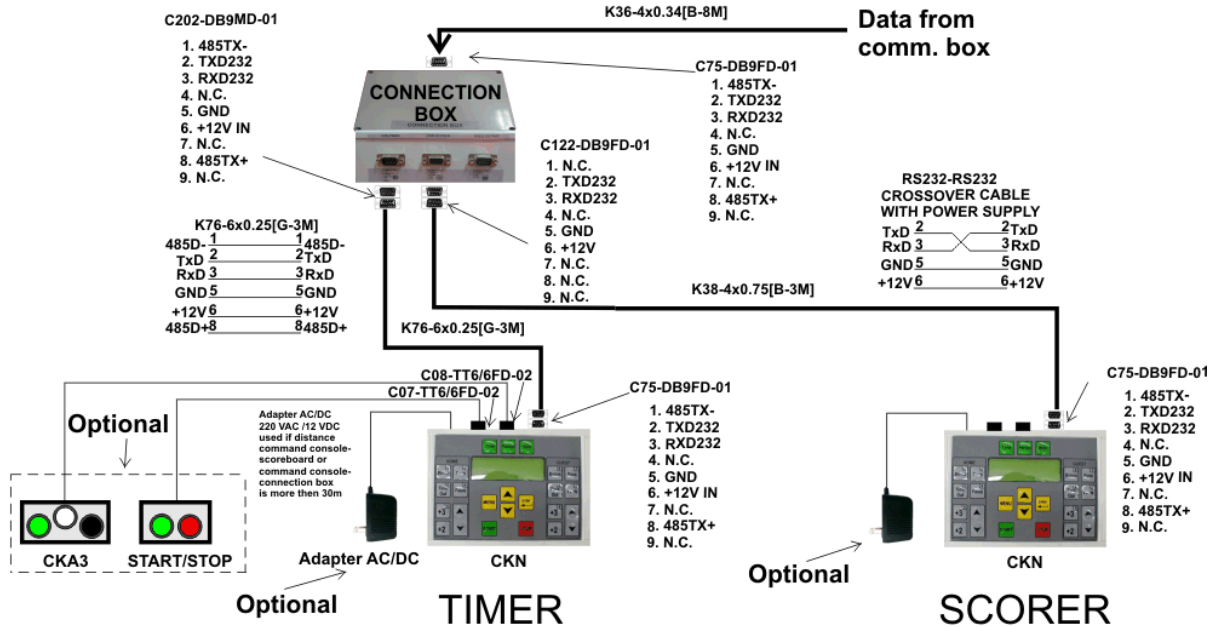 C202-DB9MD-01
1. 485TX-
2. TXD232
3. RXD232
4. N.C.
5. GND
6. +12V IN
7. N.C.
8. 485TX+
9. N.C.
K36-4x0.34[B-8M]
Data from
comm. box
CONNECTION
BOX
CONNECTION BOX
C75-DB9FD-01
1. 485TX-
2. TXD232
3. RXD232
4. N.C.
5. GND
6. +12V IN
7. N.C.
8. 485TX+
9. N.C.
C122-DB9FD-01
1. N.C.
2. TXD232
3. RXD232
4. N.C.
5. GND
6. +12V
7. N.C.
8. N.C.
9. N.C.
RS232-RS232
CROSSOVER CABLE
WITH POWER SUPPLY
TxD 2 2 TxD
RxD 3 3 RxD
GND 5 5 GND
+12V 6 6 +12V
K76-6x0.25[G-3M]
485D- 1 1 485D-
TxD 2 2 TxD
RxD 3 3 RxD
GND 5 5 GND
+12V 6 6 +12V
485D+ 8 8 485D+
K38-4x0.75[B-3M]
K76-6x0.25[G-3M]
C08-TT6/6FD-02
C07-TT6/6FD-02
Optional
Adapter AC/DC
220 VAC /12 VDC
used if distance
command console-
scoreboard or
command console-
connection box
is more then 30m
C75-DB9FD-01
1. 485TX-
2. TXD232
3. RXD232
4. N.C.
5. GND
6. +12V IN
7. N.C.
8. 485TX+
9. N.C.
C75-DB9FD-01
1. 485TX-
2. TXD232
3. RXD232
4. N.C.
5. GND
6. +12V IN
7. N.C.
8. 485TX+
9. N.C.
MENU
START
STOP
MENU
CKA3
START/STOP
Adapter AC/DC
CKN
CKN
Optional
Optional
TIMER
SCORER